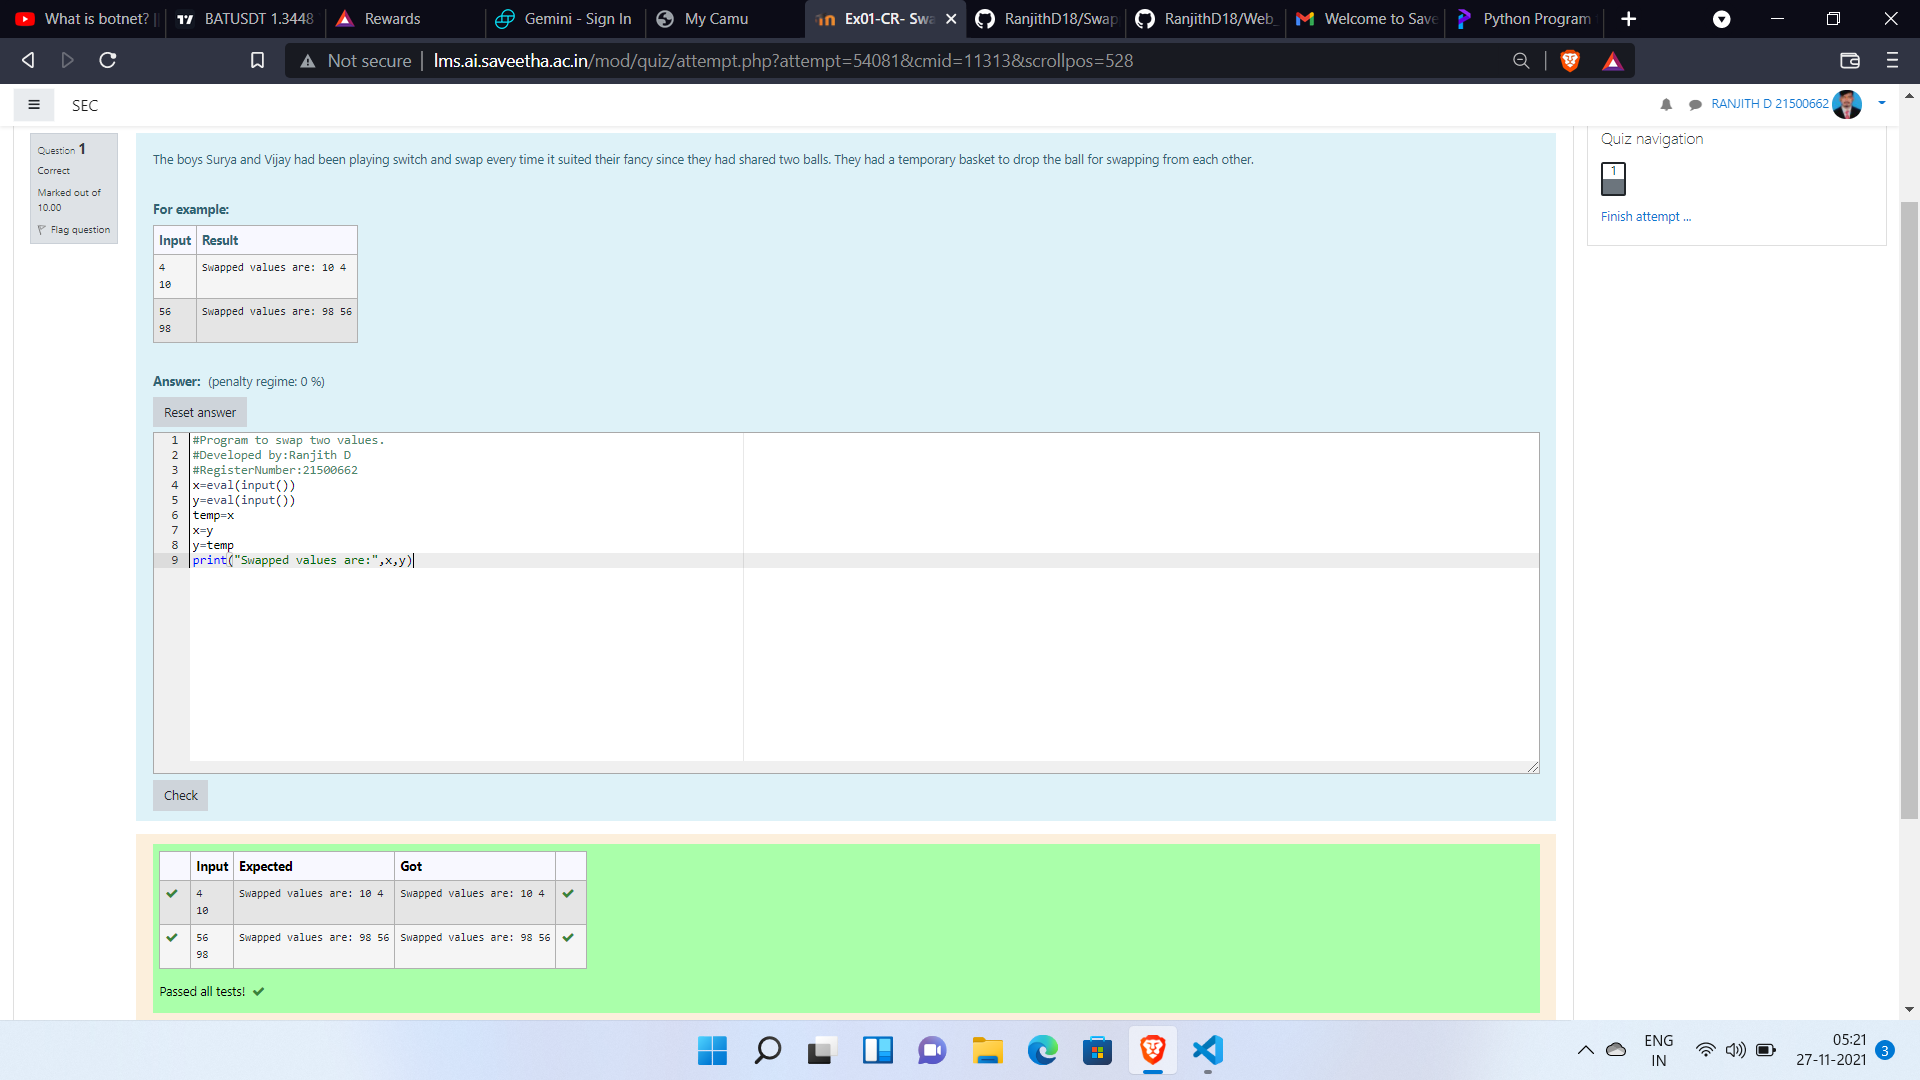 What is botnet? |
BATUSDT 1.3448
Rewards
Gemini - Sign In
My Camu
Ex01-CR- Swa
RanjithD18/Swap
RanjithD18/Web_
Welcome to Save
Python Program
Not secure | lms.ai.saveetha.ac.in/mod/quiz/attempt.php?attempt=54081&cmid=11313&scrollpos=528
SEC
RANJITH D 21500662
Question 1
Correct
Marked out of
10.00
Flag question
The boys Surya and Vijay had been playing switch and swap every time it suited their fancy since they had shared two balls. They had a temporary basket to drop the ball for swapping from each other.
For example:
Input Result
4 Swapped values are: 10 4
10
56 Swapped values are: 98 56
98
Answer: (penalty regime: 0 %)
Reset answer
1 #Program to swap two values.
2 #Developed by:Ranjith D
3 #RegisterNumber:21500662
4 x=eval(input())
5 y=eval(input())
6 temp=x
7 x=y
8 y=temp
9 print("Swapped values are:",x,y)
Check
Input Expected Got
4 Swapped values are: 10 4 Swapped values are: 10 4
10
56 Swapped values are: 98 56 Swapped values are: 98 56
98
Passed all tests!
Quiz navigation
1
Finish attempt ...
ENG
IN
05:21
27-11-2021
3